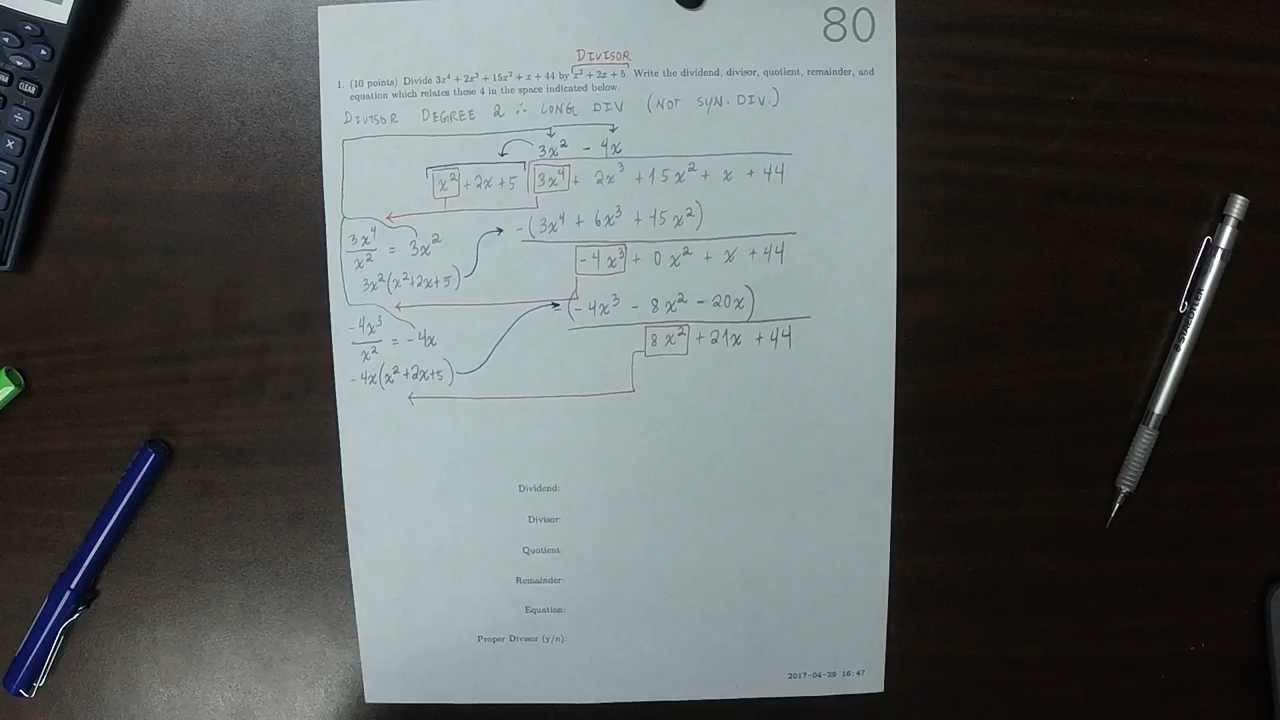 80
DIVISOR
1. (10 points) Divide 3x⁴ + 2x³ + 15x² + x + 44 by x² + 2x + 5. Write the dividend, divisor, quotient, remainder, and
equation which relates these 4 in the space indicated below.
DIVISOR DEGREE 2 ∴ LONG DIV (NOT SYN. DIV.)
3x² - 4x
x² + 2x + 5 3x⁴ + 2x³ + 15x² + x + 44
-(3x⁴ + 6x³ + 15x²)
3x⁴/x² = 3x²
-4x³ + 0x² + x + 44
3x²(x²+2x+5)
-(-4x³ - 8x² - 20x)
-4x³/x² = -4x
8x² + 21x + 44
-4x(x²+2x+5)
Dividend:
Divisor:
Quotient:
Remainder:
Equation:
Proper Divisor (y/n):
2017-04-29 16:47
CLEAR
STAEDTLER